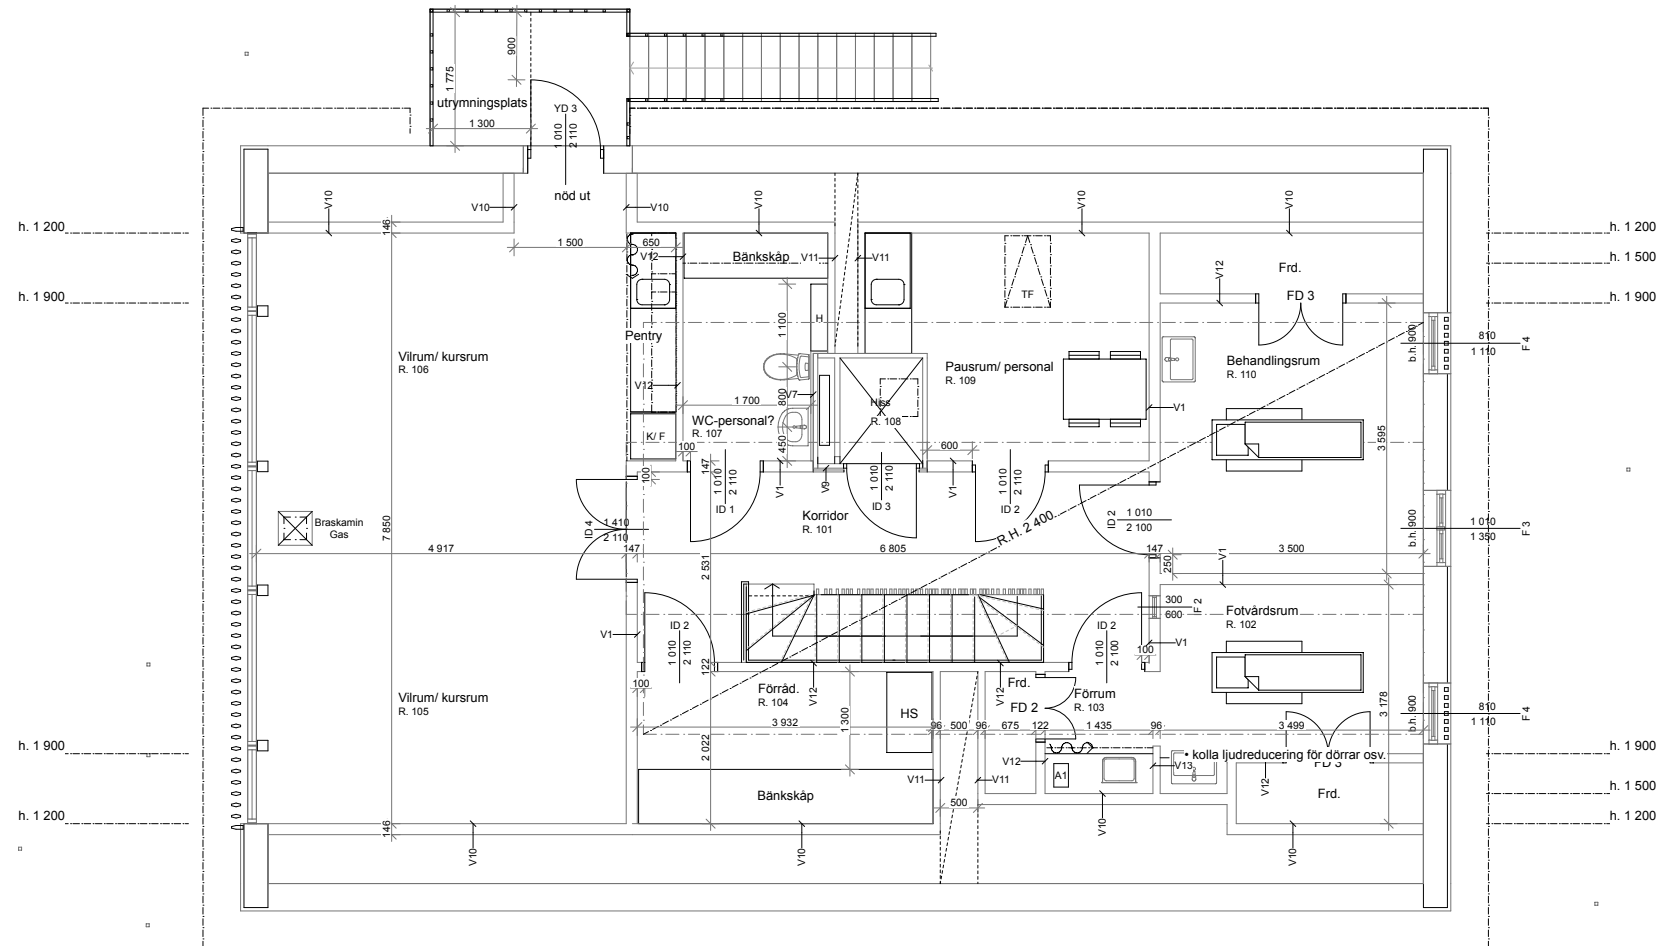 900
1 775
utrymningsplats
1 300
YD 3
1 010
2 110
nöd ut
V10
V10
V10
V10
V10
V10
h. 1 200
h. 1 900
h. 1 900
h. 1 200
h. 1 200
h. 1 500
h. 1 900
h. 1 900
h. 1 500
h. 1 200
146
1 500
650
V12
Bänkskåp
V11
V11
V12
Frd.
FD 3
TF
H
1 100
Pentry
Vilrum/ kursrum
R. 106
V12
V7
800
1 700
Hiss
R. 108
Pausrum/ personal
R. 109
Behandlingsrum
R. 110
b.h. 900
810
1 110
F 4
V1
WC-personal?
R. 107
K/ F
450
100
147
600
3 595
100
1 010
2 110
ID 1
V1
V9
1 010
2 110
ID 3
V1
1 010
2 110
ID 2
ID 2
1 010
2 100
Korridor
R. 101
R.H. 2 400
Braskamin
Gas
ID 4
1 410
2 110
b.h. 900
1 010
1 350
F 3
7 850
4 917
147
2 531
6 805
147
250
3 500
V1
300
600
F 2
Fotvårdsrum
R. 102
V1
ID 2
1 010
2 110
122
ID 2
1 010
2 100
V1
100
100
Förråd.
R. 104
V12
V12
Frd.
FD 2
Förrum
R. 103
Vilrum/ kursrum
R. 105
3 932
1 300
HS
96
500
96
675
122
1 435
96
3 499
3 178
b.h. 900
810
1 110
F 4
2 022
• kolla ljudreducering för dörrar osv.
FD 3
V12
V13
A1
V11
V11
V12
Frd.
Bänkskåp
500
146
V10
V10
V10
V10